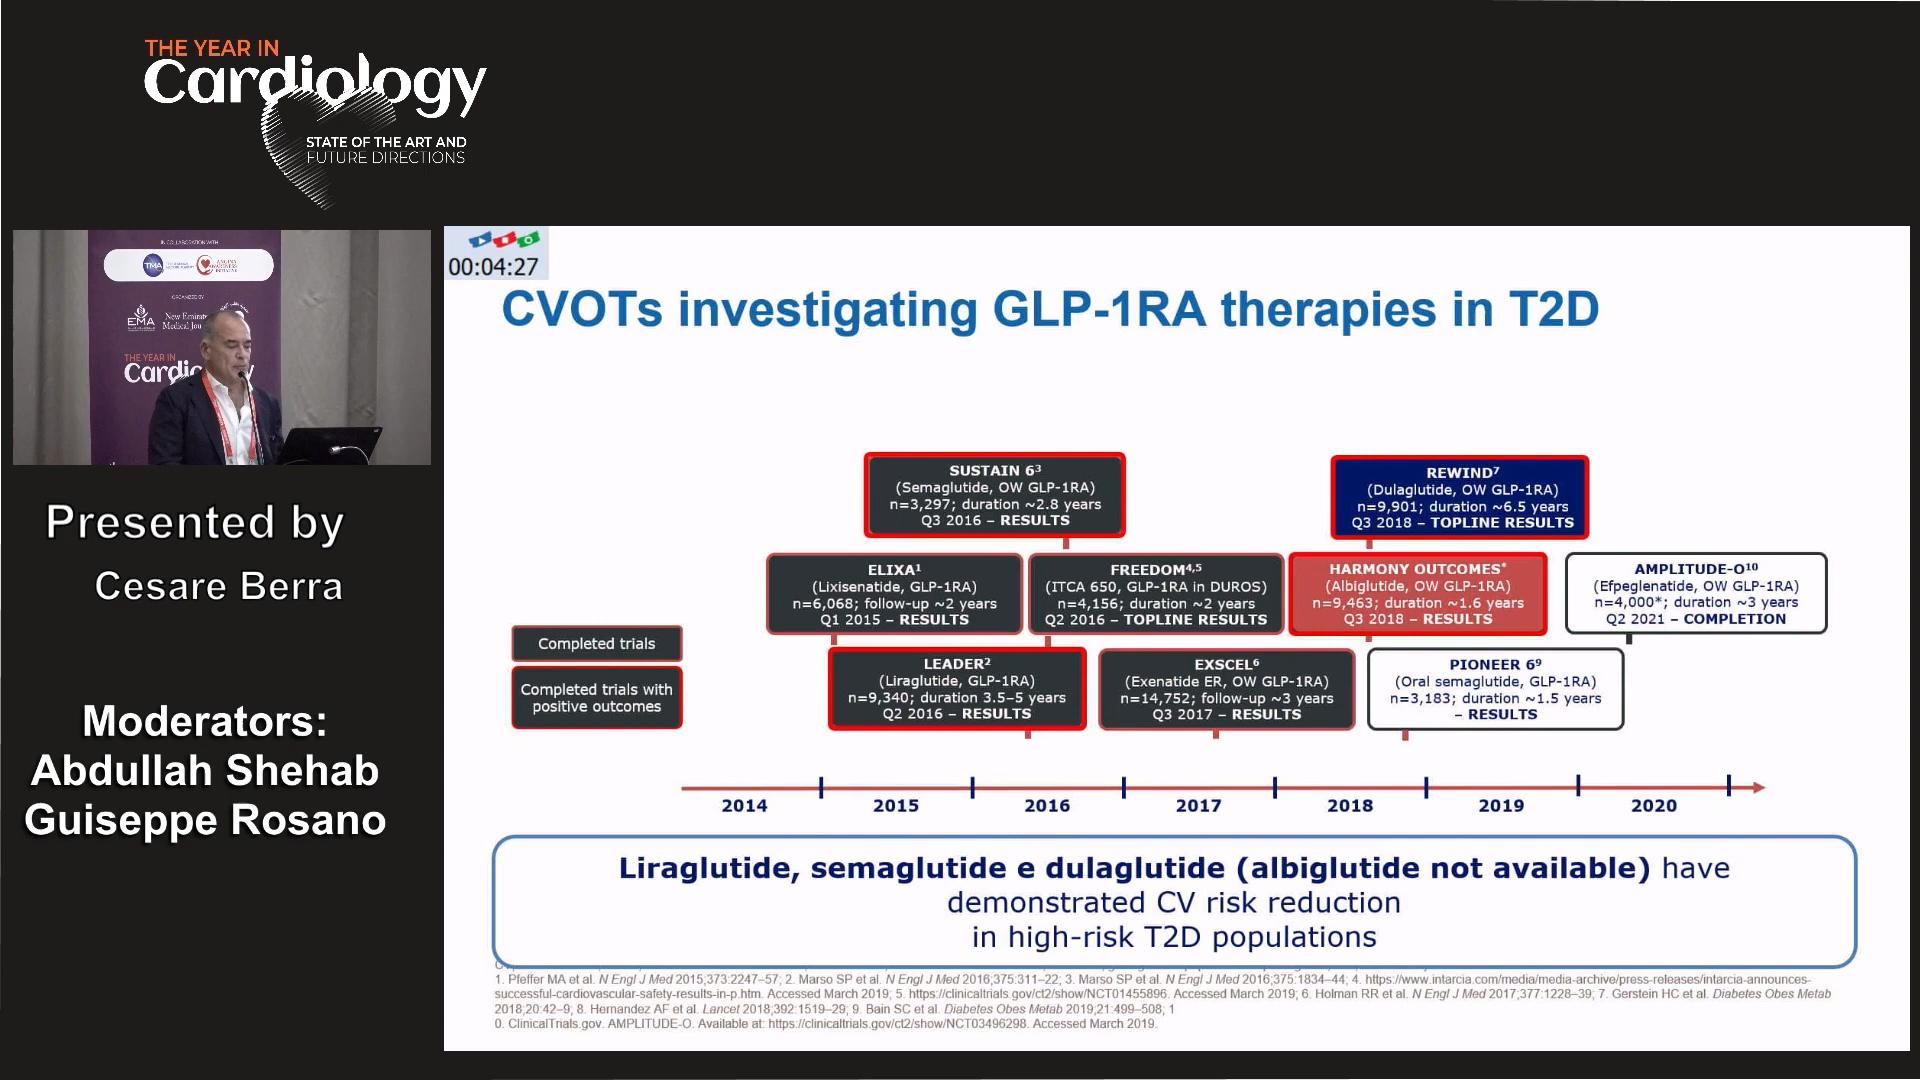 THE YEAR IN
Cardiology
STATE OF THE ART AND
FUTURE DIRECTIONS
IN COLLABORATION WITH
TMA
ORGANIZED BY
EMA
New Emirates
Medical Jou
THE YEAR IN
Cardio
Presented by
Cesare Berra
Moderators:
Abdullah Shehab
Guiseppe Rosano
00:04:27
CVOTs investigating GLP-1RA therapies in T2D
SUSTAIN 6³
(Semaglutide, OW GLP-1RA)
n=3,297; duration ~2.8 years
Q3 2016 – RESULTS
REWIND⁷
(Dulaglutide, OW GLP-1RA)
n=9,901; duration ~6.5 years
Q3 2018 – TOPLINE RESULTS
ELIXA¹
(Lixisenatide, GLP-1RA)
n=6,068; follow-up ~2 years
Q1 2015 – RESULTS
FREEDOM⁴,⁵
(ITCA 650, GLP-1RA in DUROS)
n=4,156; duration ~2 years
Q2 2016 – TOPLINE RESULTS
HARMONY OUTCOMES*
(Albiglutide, OW GLP-1RA)
n=9,463; duration ~1.6 years
Q3 2018 – RESULTS
AMPLITUDE-O¹⁰
(Efpeglenatide, OW GLP-1RA)
n=4,000*; duration ~3 years
Q2 2021 – COMPLETION
Completed trials
Completed trials with
positive outcomes
LEADER²
(Liraglutide, GLP-1RA)
n=9,340; duration 3.5–5 years
Q2 2016 – RESULTS
EXSCEL⁶
(Exenatide ER, OW GLP-1RA)
n=14,752; follow-up ~3 years
Q3 2017 – RESULTS
PIONEER 6⁹
(Oral semaglutide, GLP-1RA)
n=3,183; duration ~1.5 years
– RESULTS
2014 2015 2016 2017 2018 2019 2020
Liraglutide, semaglutide e dulaglutide (albiglutide not available) have
demonstrated CV risk reduction
in high-risk T2D populations
1. Pfeffer MA et al. N Engl J Med 2015;373:2247–57; 2. Marso SP et al. N Engl J Med 2016;375:311–22; 3. Marso SP et al. N Engl J Med 2016;375:1834–44; 4. https://www.intarcia.com/media/media-archive/press-releases/intarcia-announces-
successful-cardiovascular-safety-results-in-p.htm. Accessed March 2019; 5. https://clinicaltrials.gov/ct2/show/NCT01455896. Accessed March 2019; 6. Holman RR et al. N Engl J Med 2017;377:1228–39; 7. Gerstein HC et al. Diabetes Obes Metab
2018;20:42–9; 8. Hernandez AF et al. Lancet 2018;392:1519–29; 9. Bain SC et al. Diabetes Obes Metab 2019;21:499–508; 1
0. ClinicalTrials.gov. AMPLITUDE-O. Available at: https://clinicaltrials.gov/ct2/show/NCT03496298. Accessed March 2019.